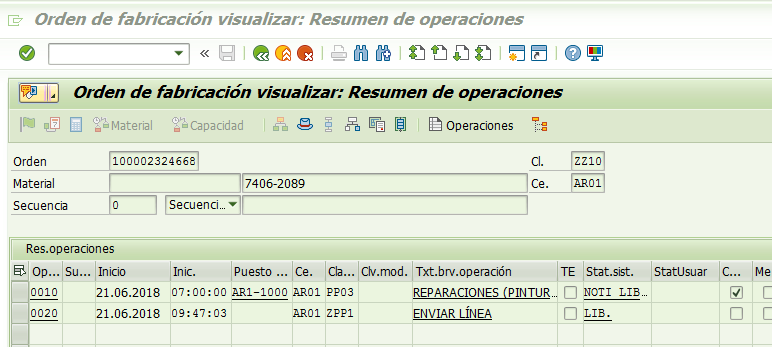 Orden de fabricación visualizar: Resumen de operaciones
Orden de fabricación visualizar: Resumen de operaciones
Material Capacidad Operaciones
Orden 100002324668 Cl. ZZ10
Material 7406-2089 Ce. AR01
Secuencia 0 Secuenci...
Res.operaciones
Op... Su... Inicio Inic. Puesto ... Ce. Cla... Clv.mod. Txt.brv.operación TE Stat.sist. StatUsuar C... Me
0010 21.06.2018 07:00:00 AR1-1000 AR01 PP03 REPARACIONES (PINTUR... NOTI LIB...
0020 21.06.2018 09:47:03 AR01 ZPP1 ENVIAR LÍNEA LIB.